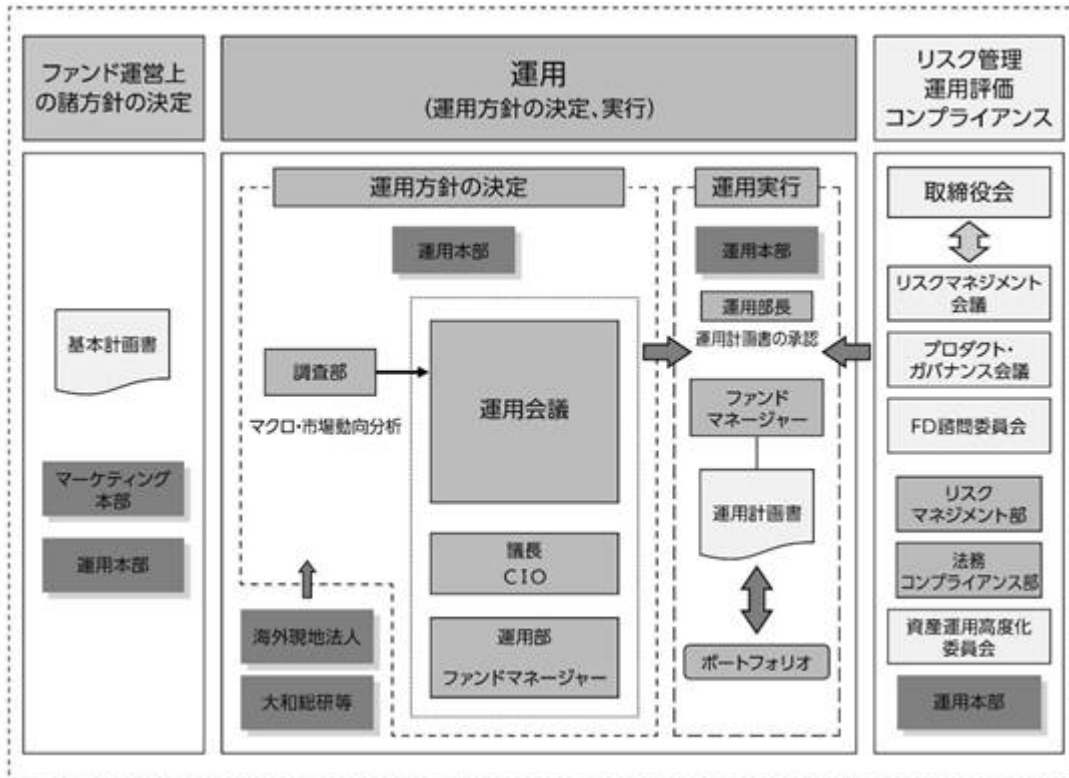 ファンド運営上
の諸方針の決定
運用
(運用方針の決定、実行)
リスク管理
運用評価
コンプライアンス
基本計画書
マーケティング
本部
運用本部
運用方針の決定
運用本部
調査部
マクロ・市場動向分析
運用会議
議長
CIO
運用部
ファンドマネージャー
海外現地法人
大和総研等
運用実行
運用本部
運用部長
運用計画書の承認
ファンド
マネージャー
運用計画書
ポートフォリオ
取締役会
リスクマネジメント
会議
プロダクト・
ガバナンス会議
FD諮問委員会
リスク
マネジメント部
法務
コンプライアンス部
資産運用高度化
委員会
運用本部